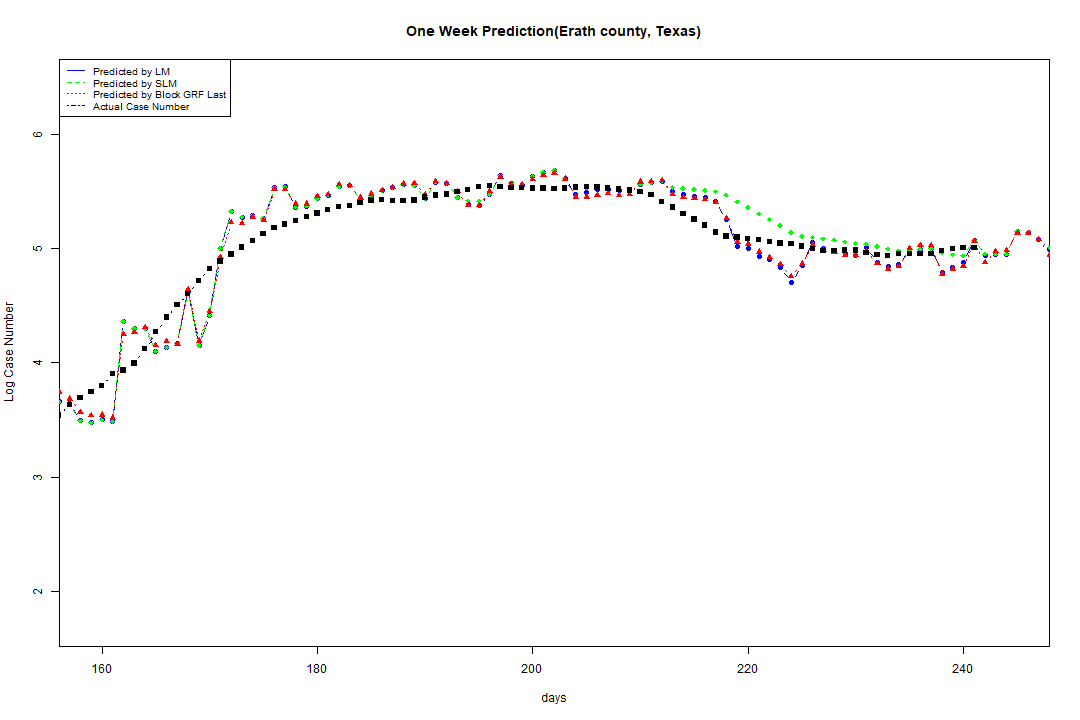 One Week Prediction(Erath county, Texas)
Predicted by LM
Predicted by SLM
Predicted by Block GRF Last
Actual Case Number
Log Case Number
6
5
4
3
2
160 180 200 220 240
days